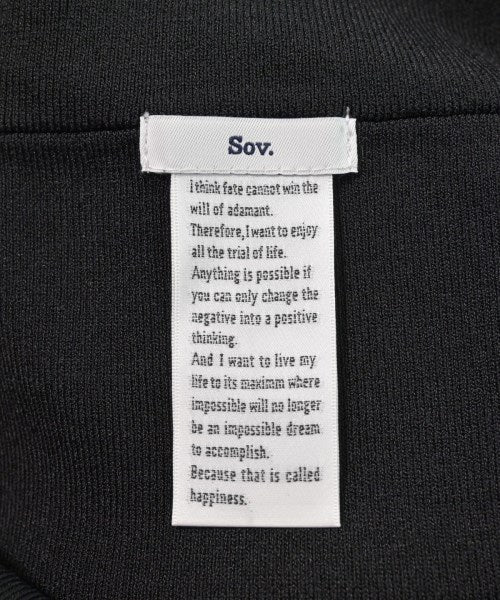 Sov.
I think fate cannot win the
will of adamant.
Therefore, I want to enjoy
all the trial of life.
Anything is possible if
you can only change the
negative into a positive
thinking.
And I want to live my
life to its maximm where
impossible will no longer
be an impossible dream
to accomplish.
Because that is called
happiness.